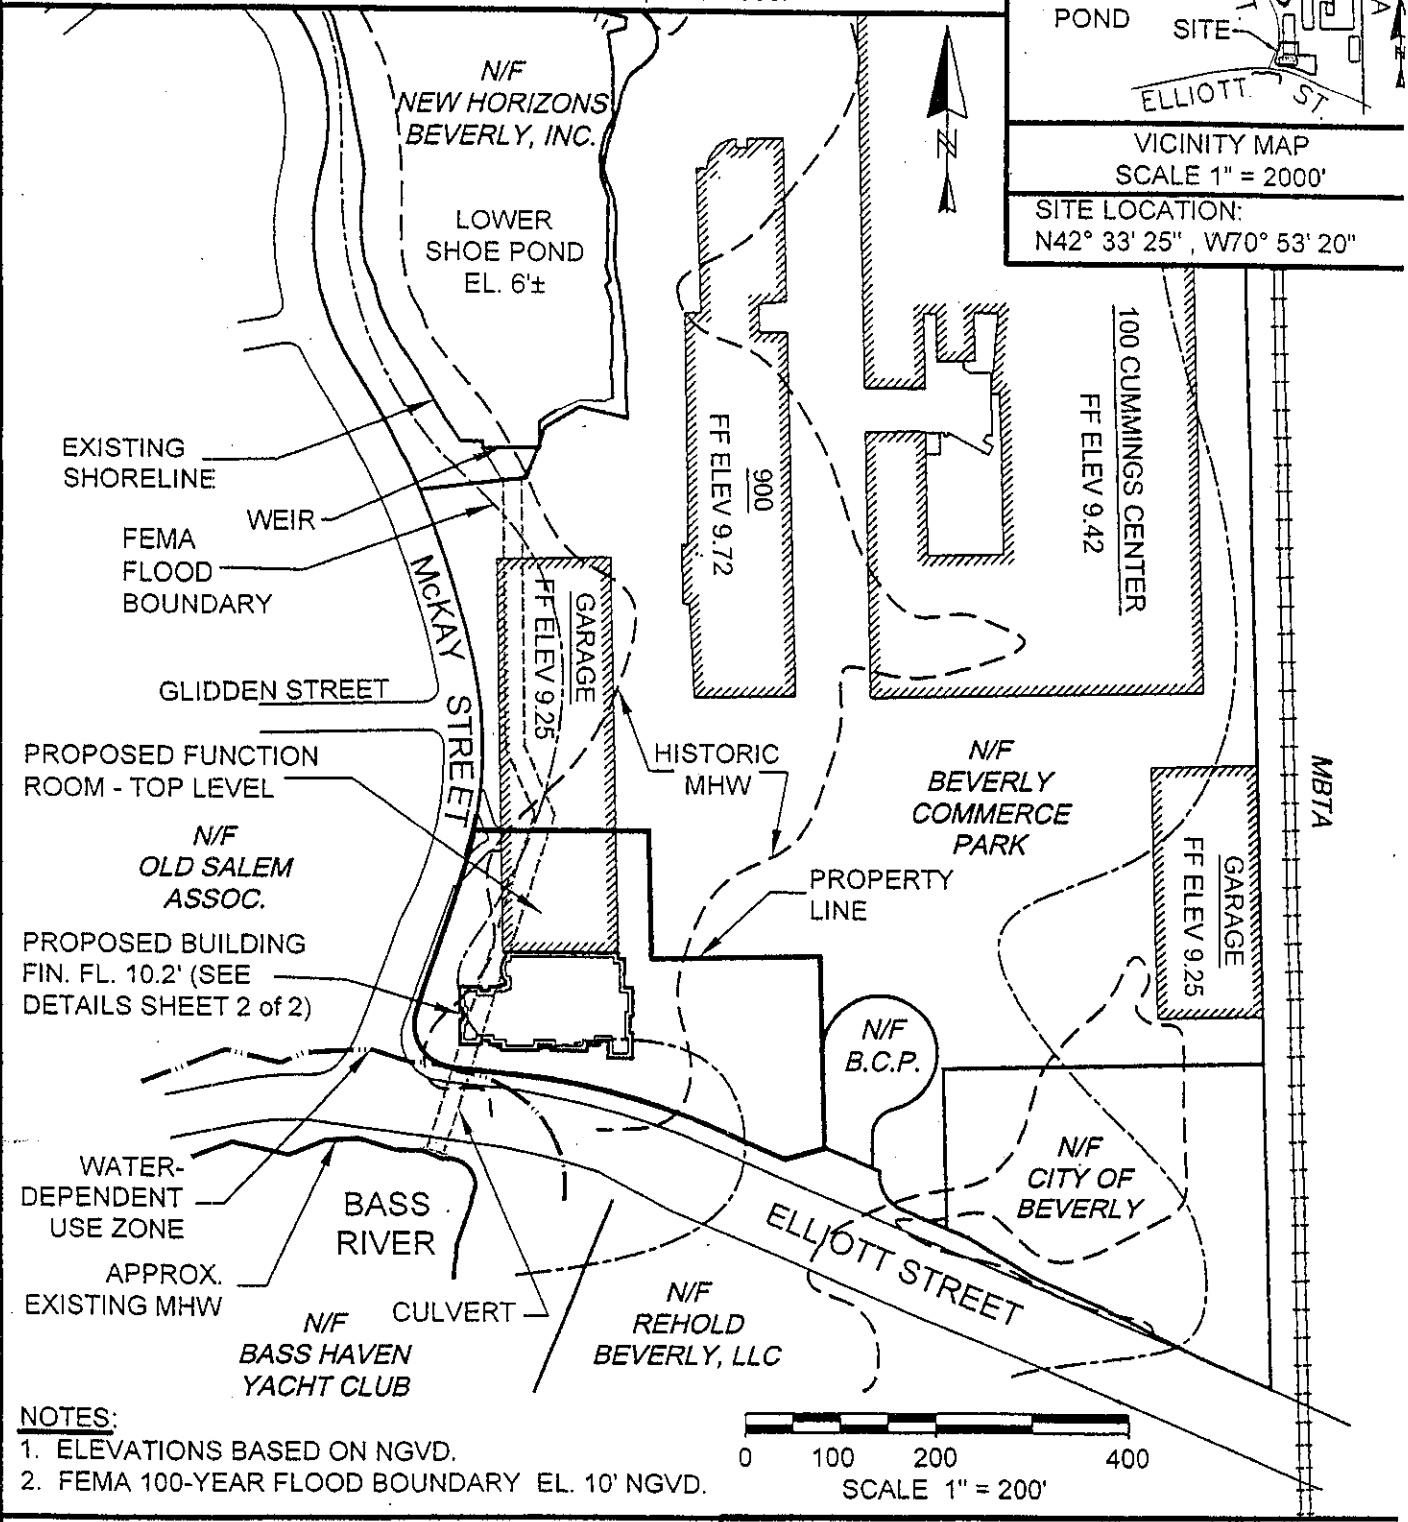 POND
SITE
ELLIOTT ST.
VICINITY MAP
SCALE 1" = 2000'
SITE LOCATION:
N42° 33' 25" , W70° 53' 20"
N
N/F
NEW HORIZONS
BEVERLY, INC.
LOWER
SHOE POND
EL. 6'±
EXISTING
SHORELINE
WEIR
FEMA
FLOOD
BOUNDARY
McKAY STREET
GLIDDEN STREET
GARAGE
FF ELEV 9.25
900
FF ELEV 9.72
100 CUMMINGS CENTER
FF ELEV 9.42
PROPOSED FUNCTION
ROOM - TOP LEVEL
HISTORIC
MHW
N/F
BEVERLY
COMMERCE
PARK
MBTA
N/F
OLD SALEM
ASSOC.
PROPERTY
LINE
GARAGE
FF ELEV 9.25
PROPOSED BUILDING
FIN. FL. 10.2' (SEE
DETAILS SHEET 2 of 2)
N/F
B.C.P.
N/F
CITY OF
BEVERLY
WATER-
DEPENDENT
USE ZONE
BASS
RIVER
ELLIOTT STREET
APPROX.
EXISTING MHW
CULVERT
N/F
BASS HAVEN
YACHT CLUB
N/F
REHOLD
BEVERLY, LLC
NOTES:
1. ELEVATIONS BASED ON NGVD.
2. FEMA 100-YEAR FLOOD BOUNDARY EL. 10' NGVD.
0 100 200 400
SCALE 1" = 200'